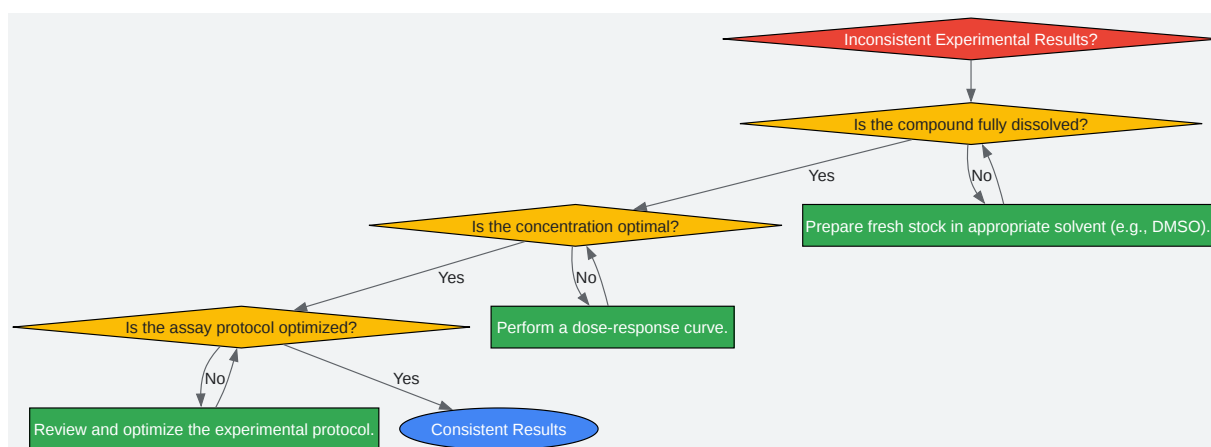 Inconsistent Experimental Results?
Is the compound fully dissolved?
Yes
No
Is the concentration optimal?
Prepare fresh stock in appropriate solvent (e.g., DMSO).
Yes
No
Is the assay protocol optimized?
Perform a dose-response curve.
No
Yes
Review and optimize the experimental protocol.
Consistent Results